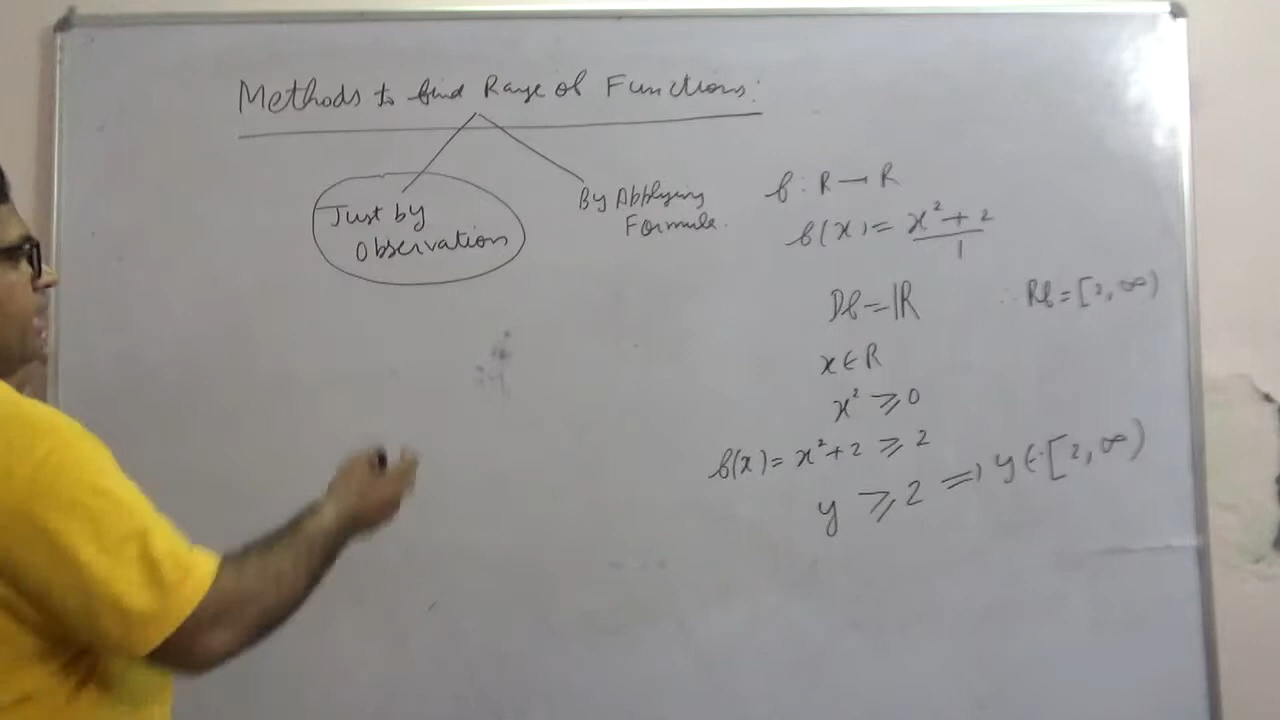 Methods to find Range of Functions:
Just by
Observation
By Applying
Formula.
f : R → R
f(x) = x² + 2
1
Df = ℝ
∴ Rf = [2, ∞)
x ∈ R
x² ⩾ 0
f(x) = x² + 2 ⩾ 2
y ⩾ 2 ⇒ y ∈ [2, ∞)